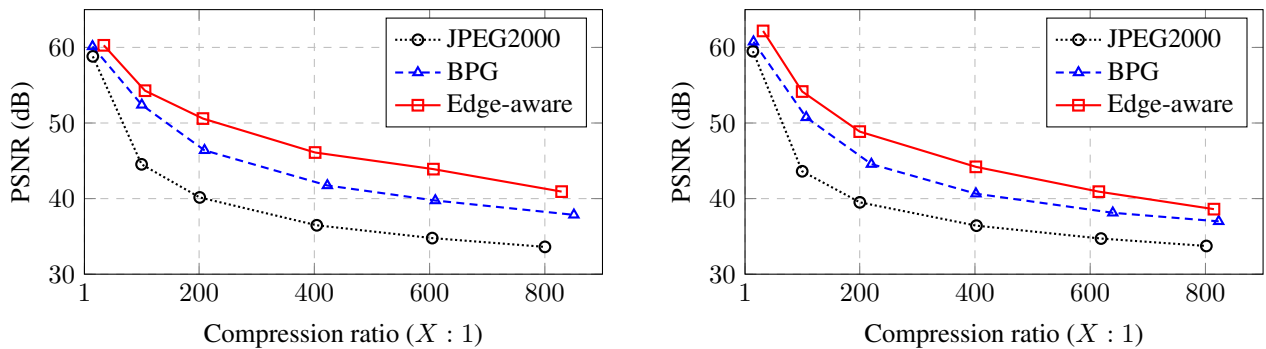 PSNR (dB)
60
50
40
30
1
200
400
600
800
Compression ratio (X : 1)
JPEG2000
BPG
Edge-aware
PSNR (dB)
60
50
40
30
1
200
400
600
800
Compression ratio (X : 1)
JPEG2000
BPG
Edge-aware